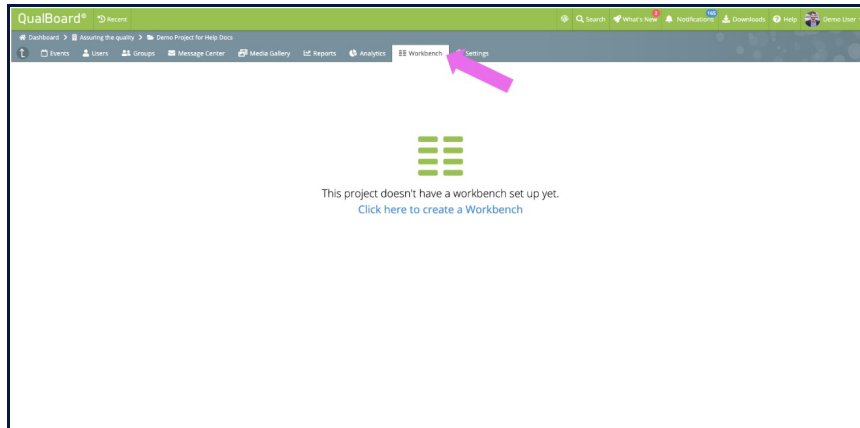 QualBoard® Recent Search What's New 3 Notifications Downloads Help Demo User
Dashboard > Assuring the quality > Demo Project for Help Docs
Events Users Groups Message Center Media Gallery Reports Analytics Workbench Settings
This project doesn't have a workbench set up yet.
Click here to create a Workbench